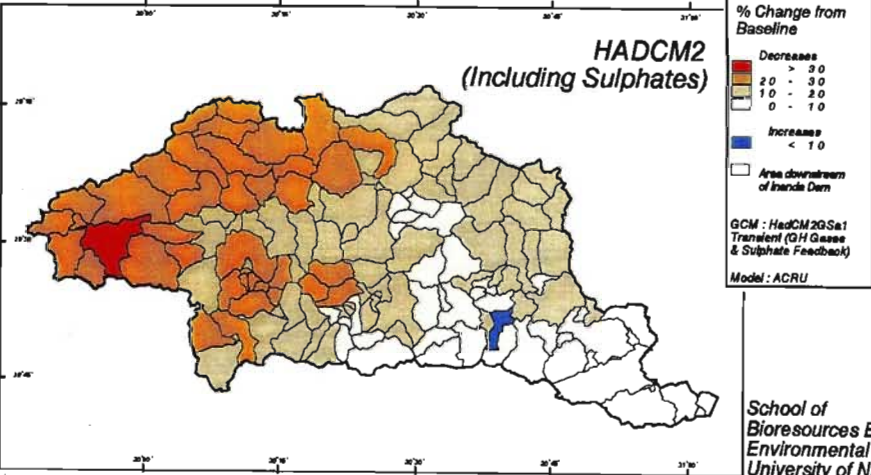 HADCM2
(Including Sulphates)
% Change from
Baseline
Decreases
> 30
20 - 30
10 - 20
0 - 10
Increases
< 10
Area downstream
of Inanda Dam
GCM : HadCM2GSa1
Transient (GH Gases
& Sulphate Feedback)
Model : ACRU
School of
Bioresources E
Environmental
University of N